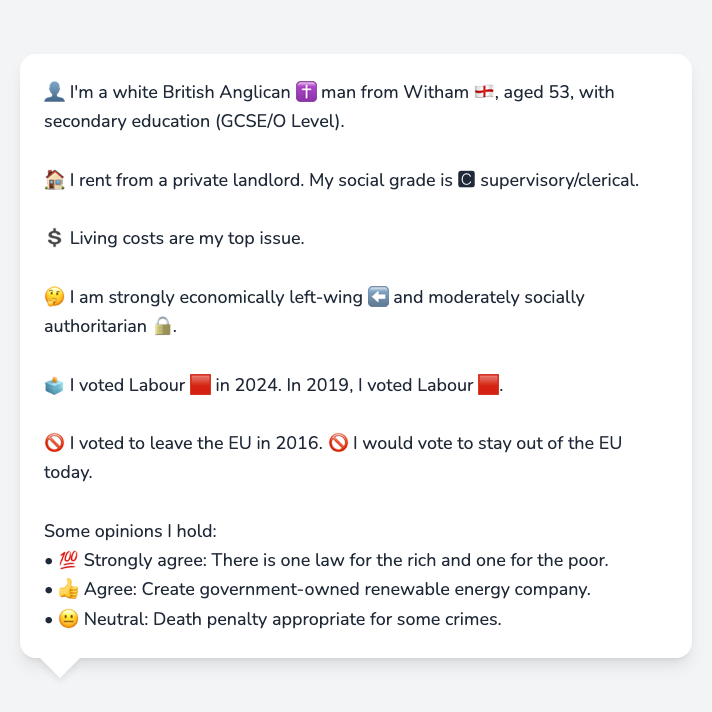 👤 I'm a white British Anglican ✝️ man from Witham 🏴󠁧󠁢󠁥󠁮󠁧󠁿, aged 53, with
secondary education (GCSE/O Level).
🏠 I rent from a private landlord. My social grade is 🅲 supervisory/clerical.
💲 Living costs are my top issue.
🤔 I am strongly economically left-wing ⬅️ and moderately socially
authoritarian 🔒.
🗳️ I voted Labour 🟥 in 2024. In 2019, I voted Labour 🟥.
🚫 I voted to leave the EU in 2016. 🚫 I would vote to stay out of the EU
today.
Some opinions I hold:
• 💯 Strongly agree: There is one law for the rich and one for the poor.
• 👍 Agree: Create government-owned renewable energy company.
• 😐 Neutral: Death penalty appropriate for some crimes.